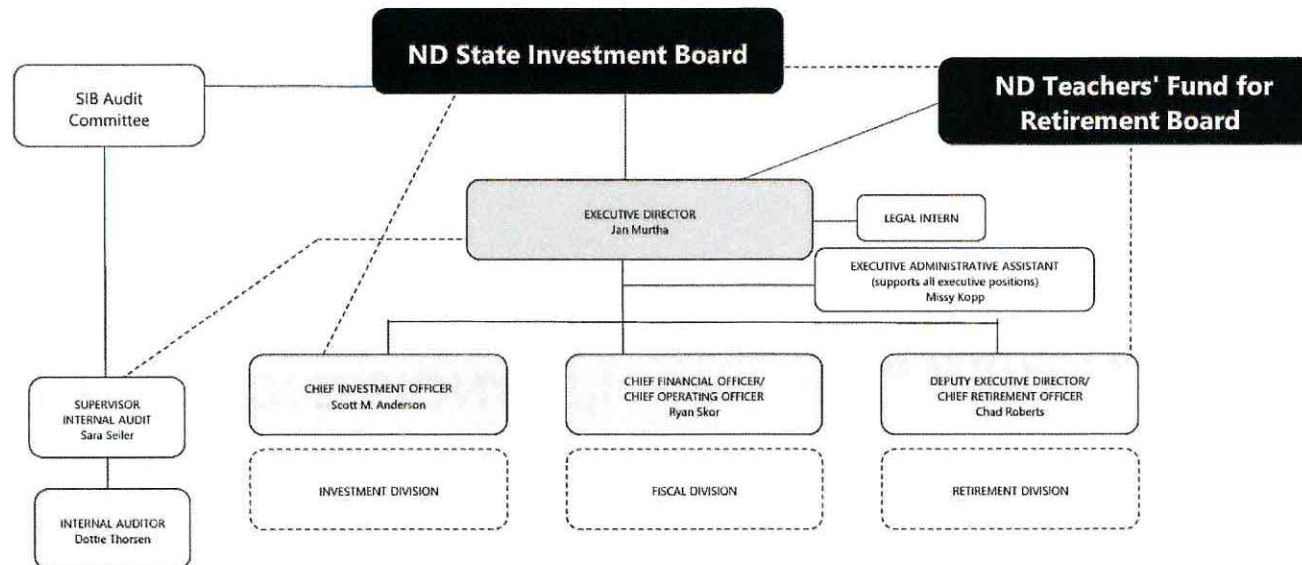 ND State Investment Board
ND Teachers' Fund for
Retirement Board
SIB Audit
Committee
EXECUTIVE DIRECTOR
Jan Murtha
LEGAL INTERN
EXECUTIVE ADMINISTRATIVE ASSISTANT
(supports all executive positions)
Missy Kopp
SUPERVISOR
INTERNAL AUDIT
Sara Seiler
CHIEF INVESTMENT OFFICER
Scott M. Anderson
CHIEF FINANCIAL OFFICER/
CHIEF OPERATING OFFICER
Ryan Skor
DEPUTY EXECUTIVE DIRECTOR/
CHIEF RETIREMENT OFFICER
Chad Roberts
INTERNAL AUDITOR
Dottie Thorsen
INVESTMENT DIVISION
FISCAL DIVISION
RETIREMENT DIVISION